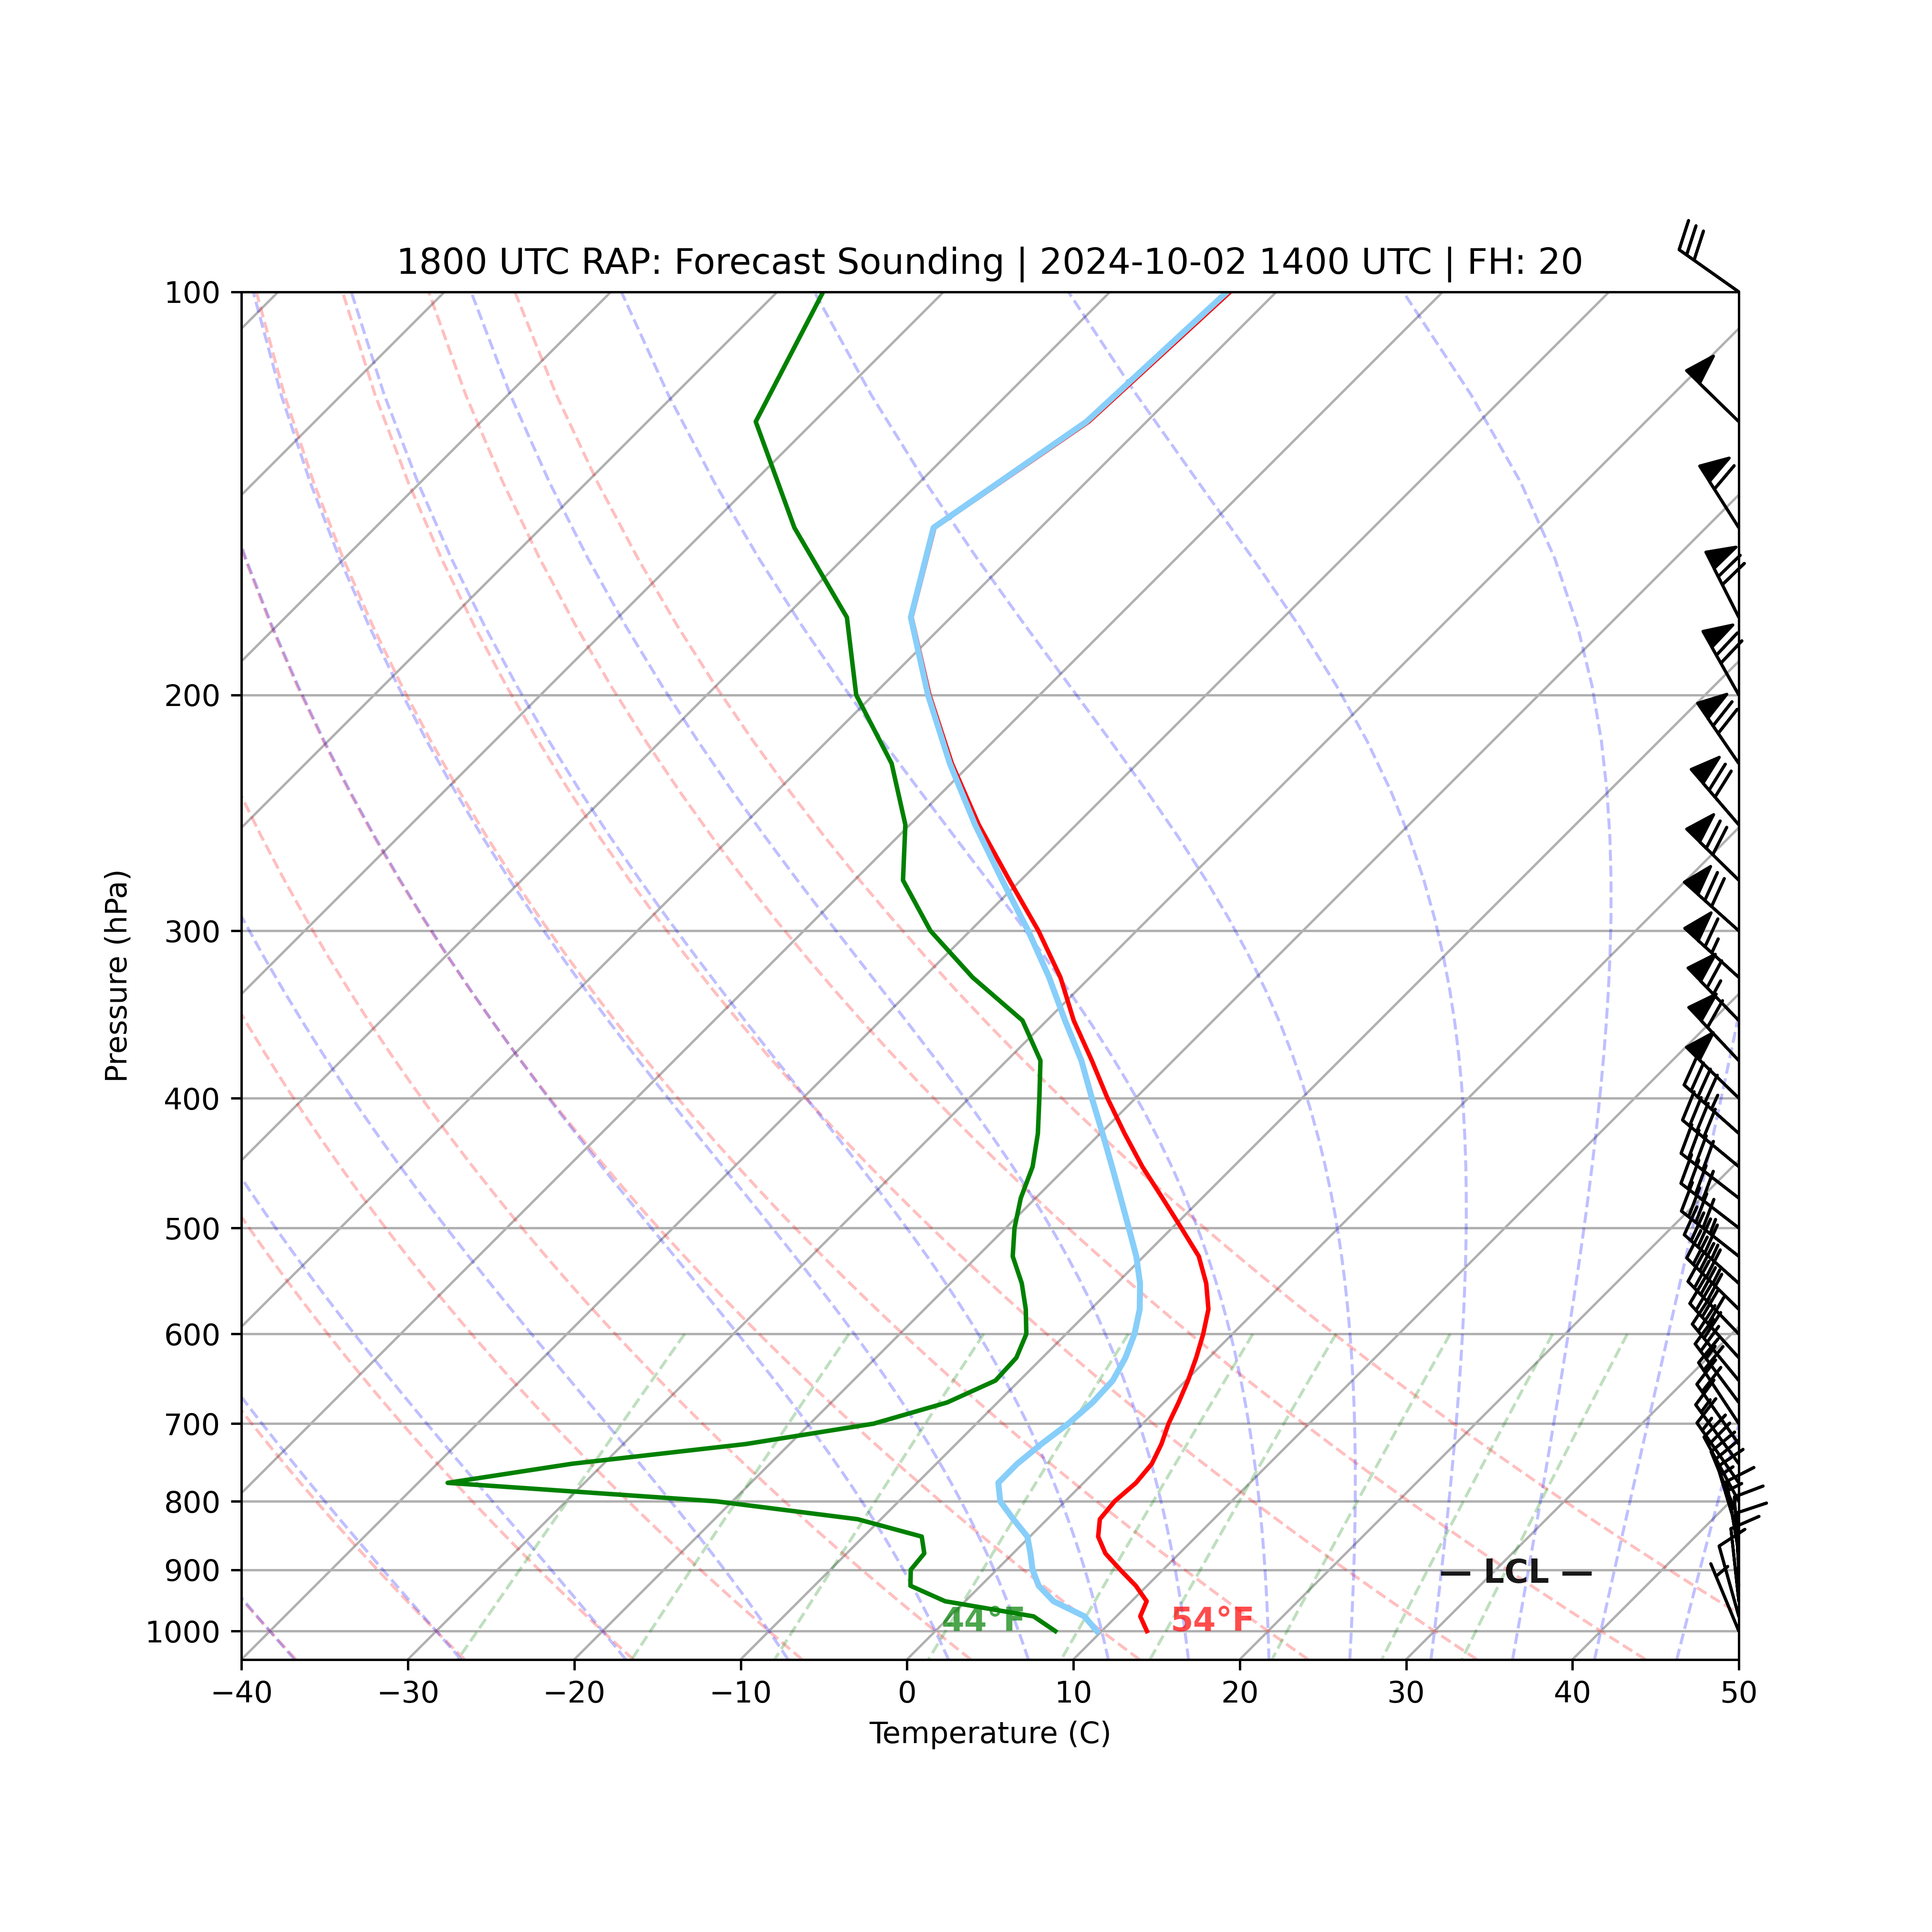 1800 UTC RAP: Forecast Sounding | 2024-10-02 1400 UTC | FH: 20
100
200
300
400
500
600
700
800
900
1000
Pressure (hPa)
— LCL —
44°F
54°F
−40 −30 −20 −10 0 10 20 30 40 50
Temperature (C)